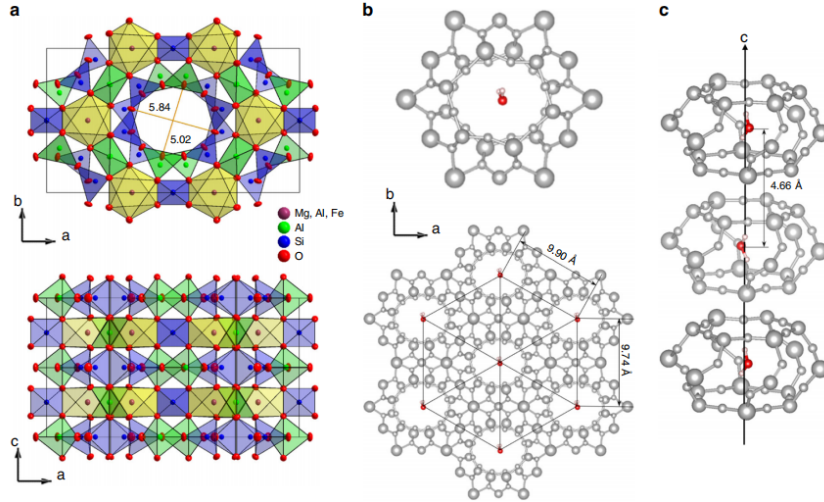 a
5.84
5.02
b
a
Mg, Al, Fe
Al
Si
O
c
a
b
b
a
9.90 Å
9.74 Å
c
c
4.66 Å